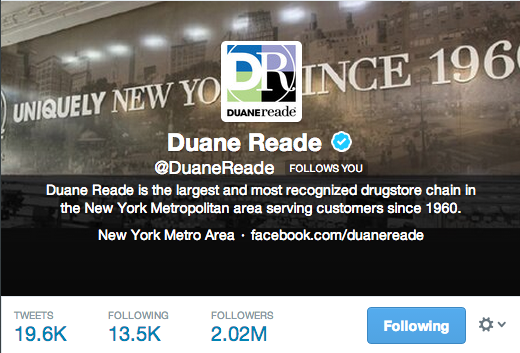 UNIQUELY NEW YO SINCE 196
DR
DUANEreade
Duane Reade
@DuaneReade FOLLOWS YOU
Duane Reade is the largest and most recognized drugstore chain in
the New York Metropolitan area serving customers since 1960.
New York Metro Area · facebook.com/duanereade
TWEETS FOLLOWING FOLLOWERS
19.6K 13.5K 2.02M
Following